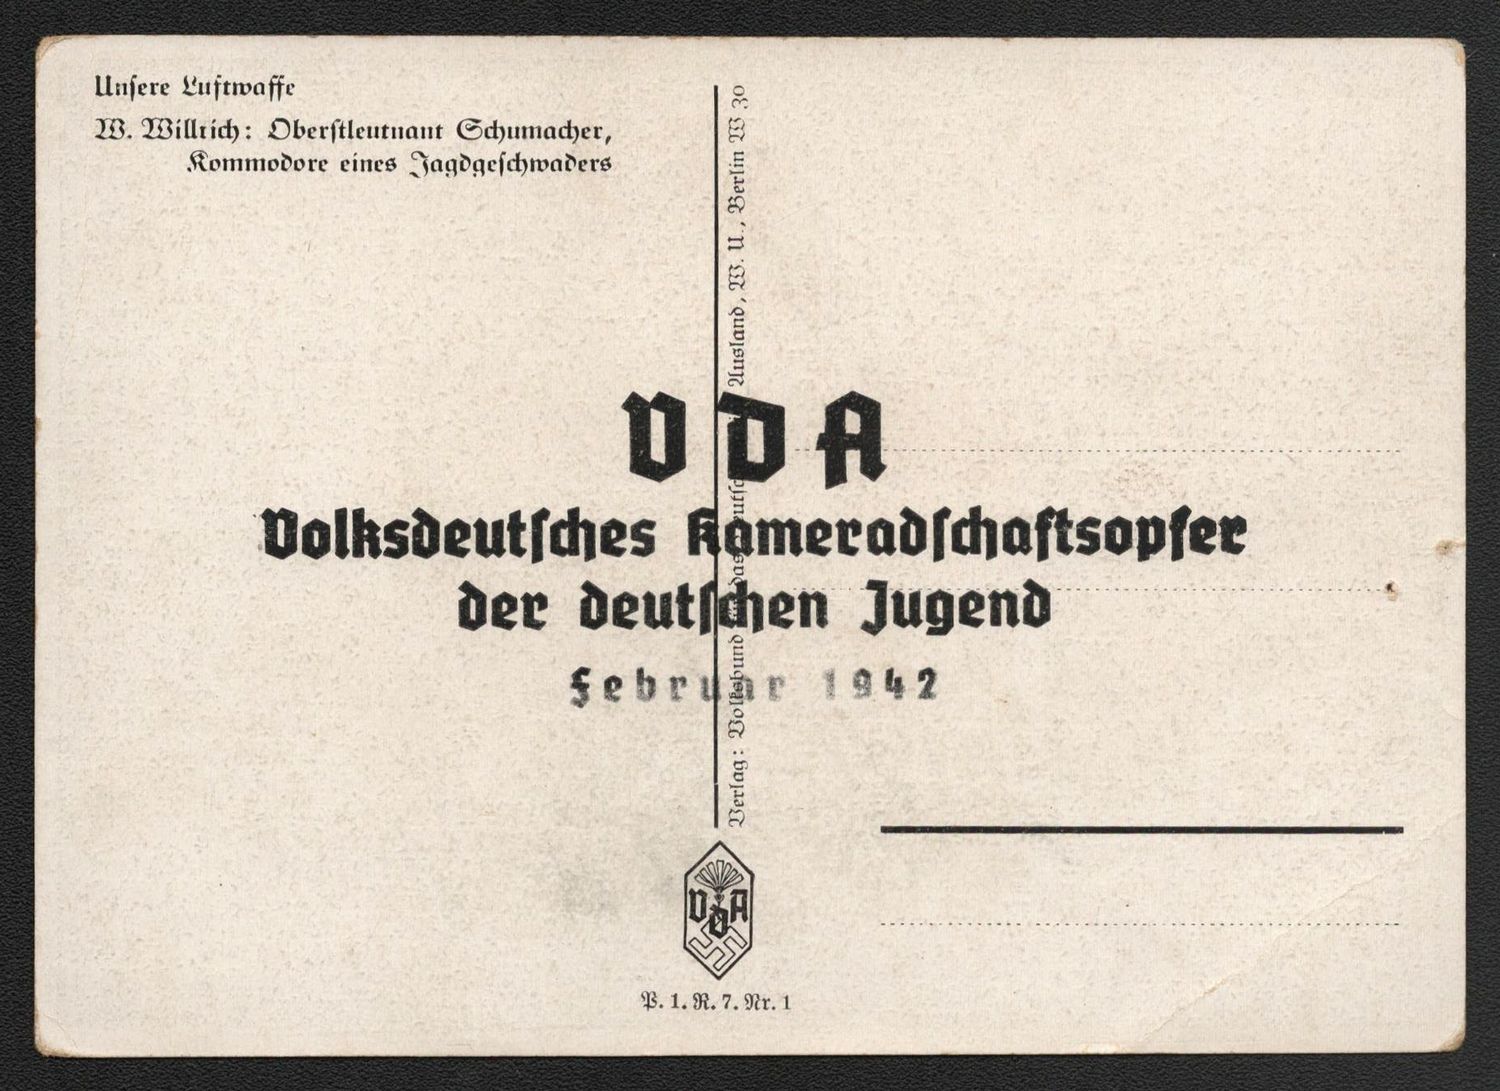 Unsere Luftwaffe
W. Willrich: Oberstleutnant Schumacher,
Kommodore eines Jagdgeschwaders
Verlag: Volksbund für das Deutschtum im Ausland, W. U., Berlin W 30
VDA
Volksdeutsches Kameradschaftsopfer
der deutschen Jugend
Februar 1942
VDA
P. 1. R. 7. Nr. 1